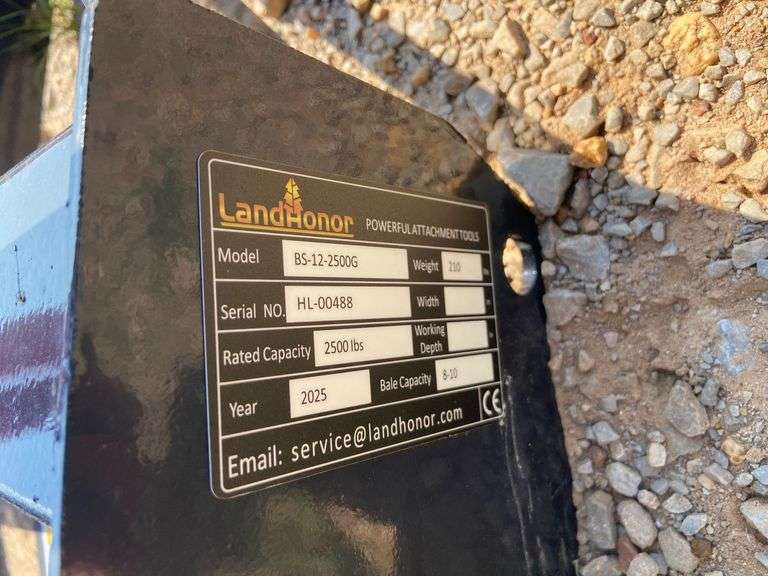 LandHonor POWERFUL ATTACHMENT TOOLS
Model BS-12-2500G Weight 210
Serial NO. HL-00488 Width
Rated Capacity 2500 lbs Working Depth
Year 2025 Bale Capacity 8-10
Email: service@landhonor.com CE